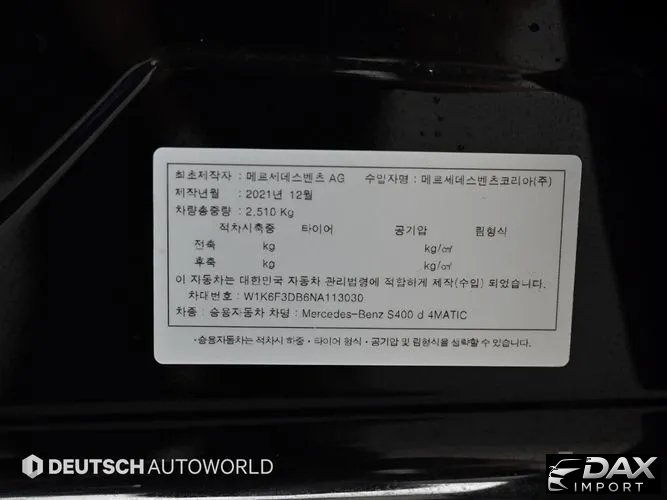 최초제작자 : 메르세데스벤츠 AG 수입자명 : 메르세데스벤츠코리아(주)
제작년월 : 2021년 12월
차량총중량 : 2,510 Kg
적차시축중 타이어 공기압 림형식
전축 kg kg/㎠
후축 kg kg/㎠
이 자동차는 대한민국 자동차 관리법령에 적합하게 제작(수입) 되었습니다.
차대번호 : W1K6F3DB6NA113030
차종 : 승용자동차 차명 : Mercedes-Benz S400 d 4MATIC
·승용자동차는 적차시 하중·타이어 형식·공기압 및 림형식을 생략할 수 있습니다.
DEUTSCH AUTOWORLD
DAX
IMPORT